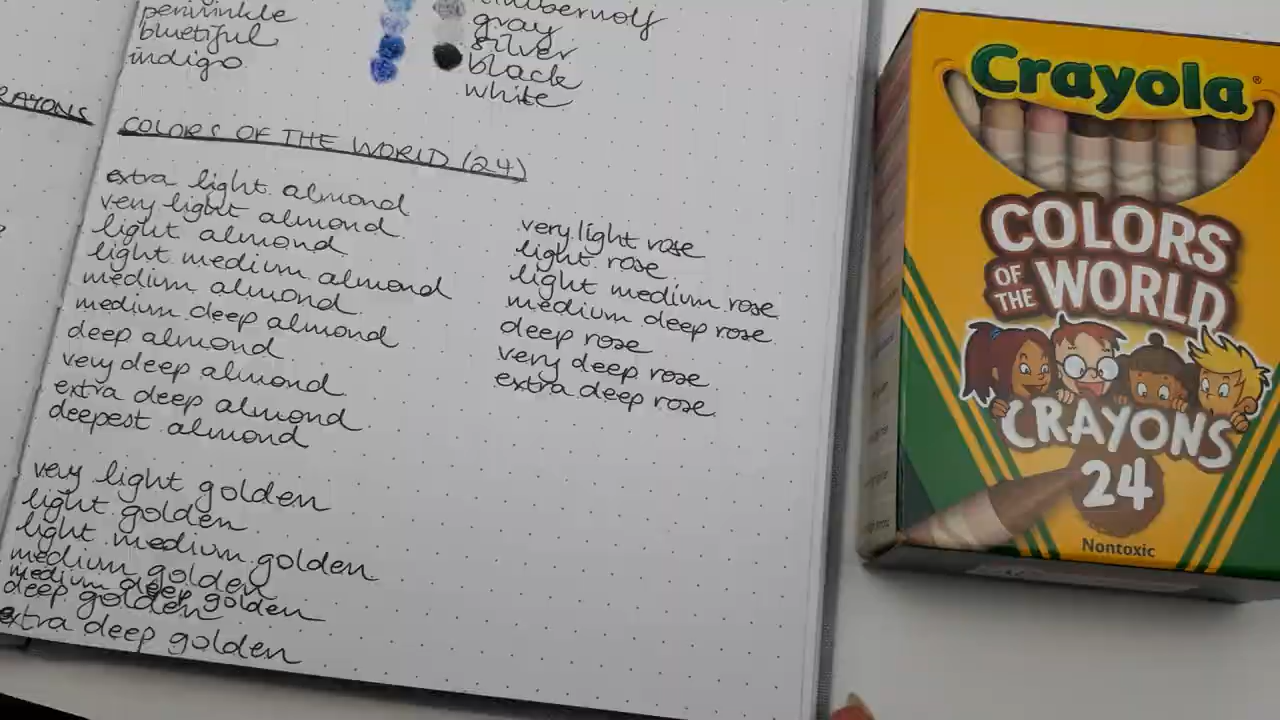 periwinkle
bluetiful
indigo
timberwolf
gray
silver
black
white
RAYONS
COLORS OF THE WORLD (24)
extra light almond
very light almond
light almond
light medium almond
medium almond
medium deep almond
deep almond
very deep almond
extra deep almond
deepest almond
very light golden
light golden
light medium golden
medium golden
medium deep golden
deep golden
extra deep golden
very light rose
light rose
light medium rose
medium deep rose
deep rose
very deep rose
extra deep rose
Crayola®
COLORS
OF THE WORLD
CRAYONS
24
Nontoxic